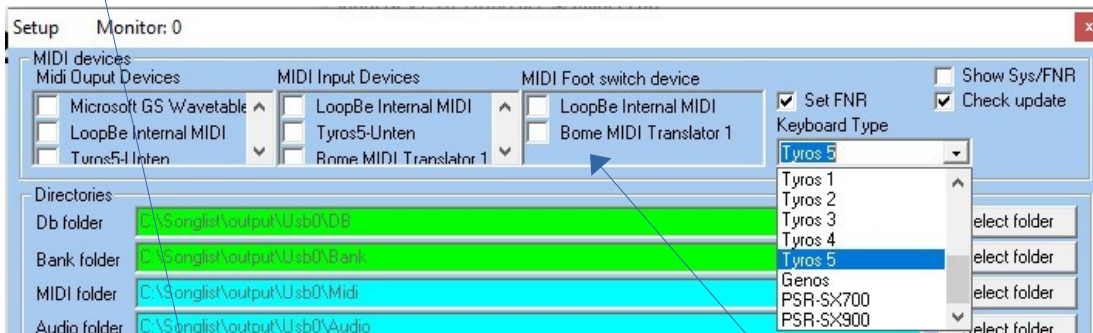 Setup Monitor: 0
x
MIDI devices
Midi Ouput Devices
Microsoft GS Wavetable
LoopBe Internal MIDI
Tyros5-Unten
MIDI Input Devices
LoopBe Internal MIDI
Tyros5-Unten
Bome MIDI Translator 1
MIDI Foot switch device
LoopBe Internal MIDI
Bome MIDI Translator 1
Set FNR
Show Sys/FNR
Check update
Keyboard Type
Tyros 5
Tyros 1
Tyros 2
Tyros 3
Tyros 4
Tyros 5
Genos
PSR-SX700
PSR-SX900
Directories
Db folder C:\Songlist\output\Usb0\DB elect folder
Bank folder C:\Songlist\output\Usb0\Bank elect folder
MIDI folder C:\Songlist\output\Usb0\Midi elect folder
Audio folder C:\Songlist\output\Usb0\Audio elect folder